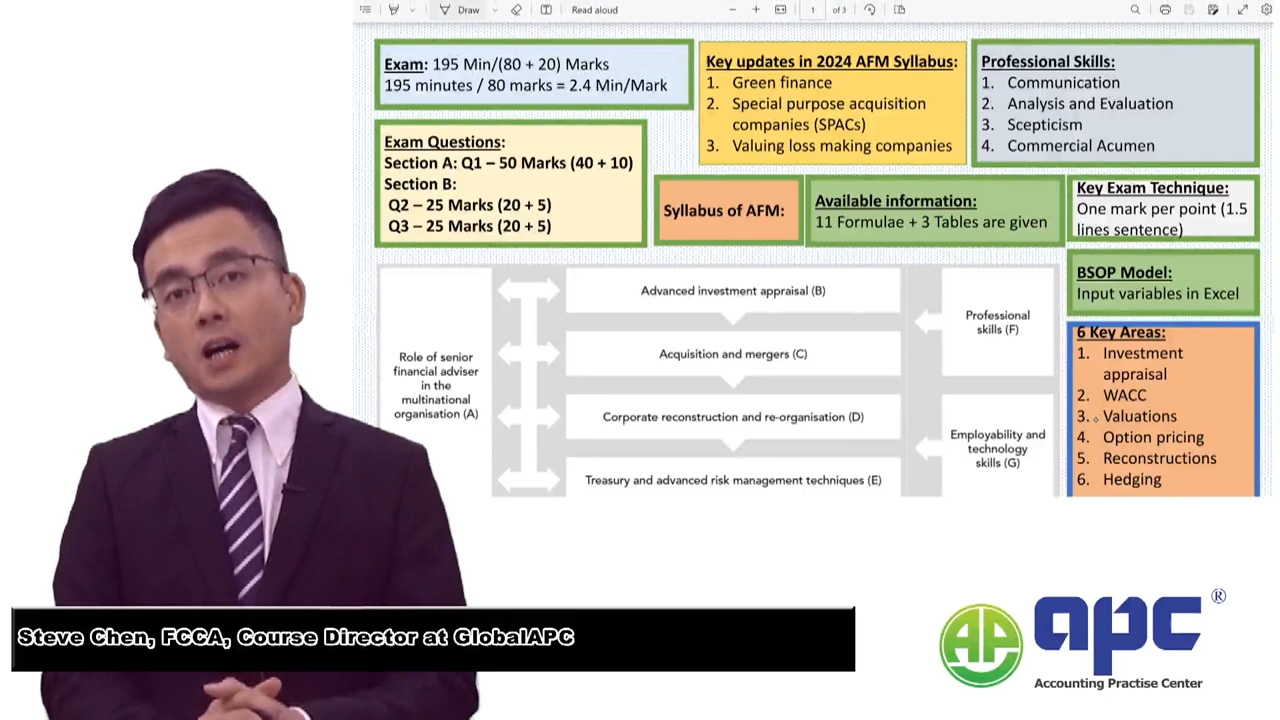 Draw
Read aloud
1 of 3
Exam: 195 Min/(80 + 20) Marks
195 minutes / 80 marks = 2.4 Min/Mark
Key updates in 2024 AFM Syllabus:
1. Green finance
2. Special purpose acquisition
companies (SPACs)
3. Valuing loss making companies
Professional Skills:
1. Communication
2. Analysis and Evaluation
3. Scepticism
4. Commercial Acumen
Exam Questions:
Section A: Q1 – 50 Marks (40 + 10)
Section B:
Q2 – 25 Marks (20 + 5)
Q3 – 25 Marks (20 + 5)
Syllabus of AFM:
Available information:
11 Formulae + 3 Tables are given
Key Exam Technique:
One mark per point (1.5
lines sentence)
BSOP Model:
Input variables in Excel
Role of senior
financial adviser
in the
multinational
organisation (A)
Advanced investment appraisal (B)
Acquisition and mergers (C)
Corporate reconstruction and re-organisation (D)
Treasury and advanced risk management techniques (E)
Professional
skills (F)
Employability and
technology
skills (G)
6 Key Areas:
1. Investment
appraisal
2. WACC
3. Valuations
4. Option pricing
5. Reconstructions
6. Hedging
Steve Chen, FCCA, Course Director at GlobalAPC
AP
apc ®
Accounting Practise Center